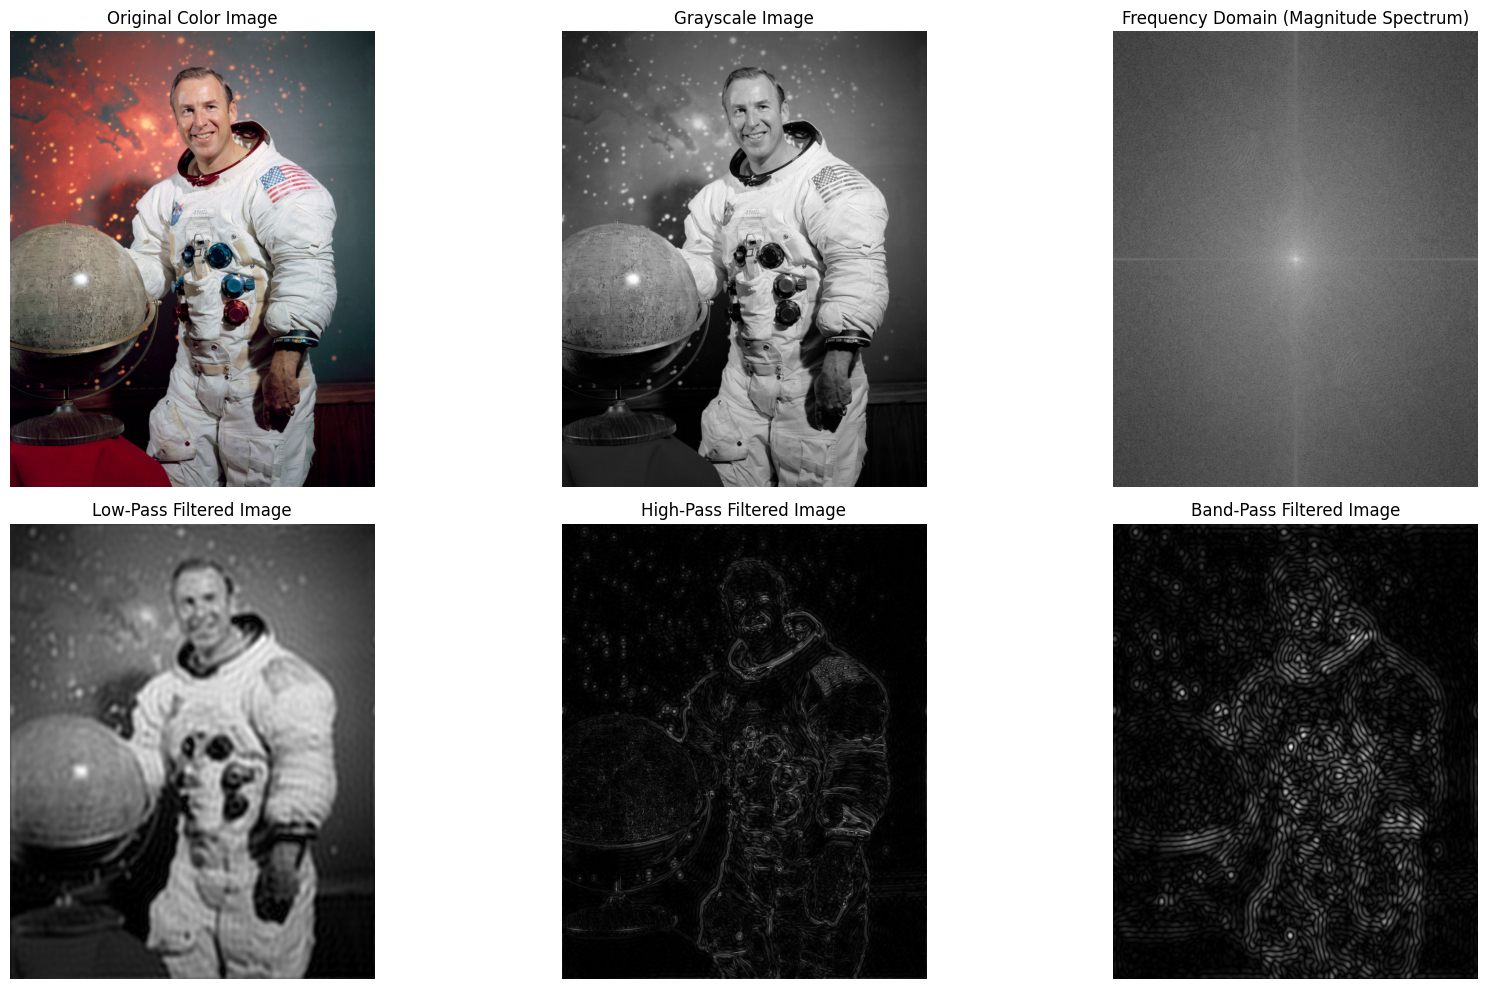 Original Color Image
Grayscale Image
Frequency Domain (Magnitude Spectrum)
Low-Pass Filtered Image
High-Pass Filtered Image
Band-Pass Filtered Image